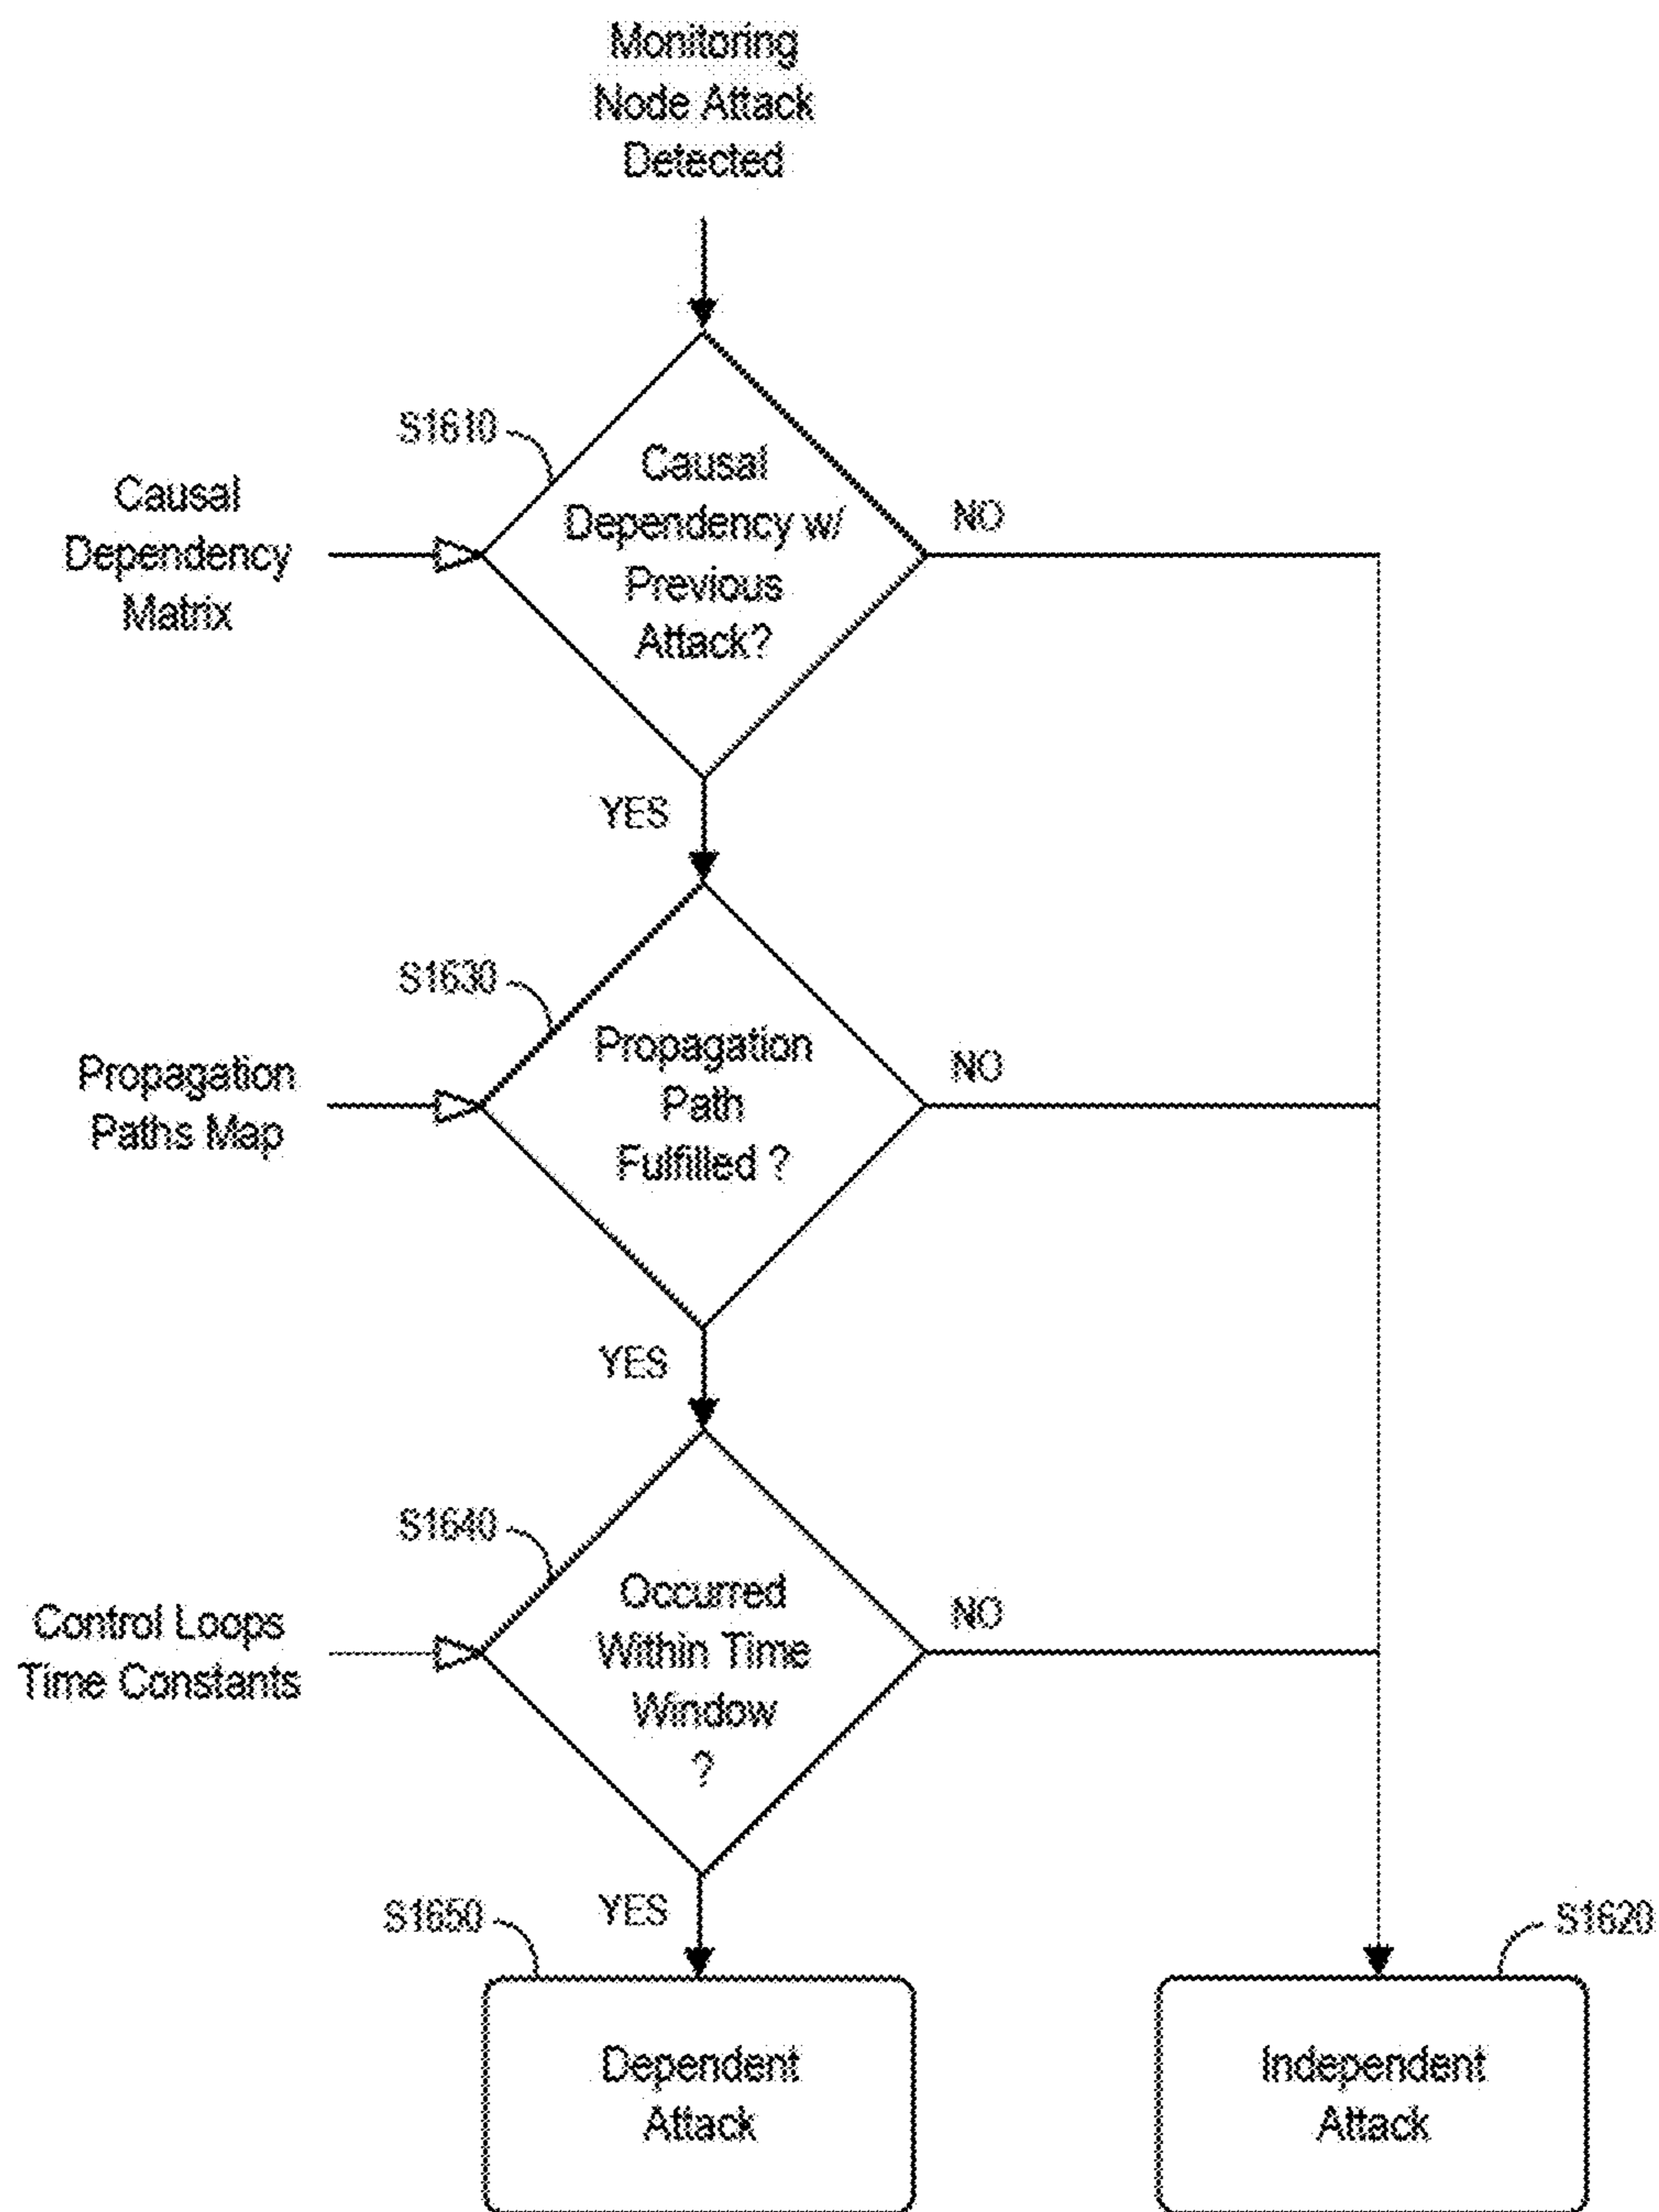 Monitoring
Node Attack
Detected
S1610
Causal
Dependency
Matrix
Causal
Dependency w/
Previous
Attack?
NO
YES
S1630
Propagation
Paths Map
Propagation
Path
Fulfilled ?
NO
YES
S1640
Control Loops
Time Constants
Occurred
Within Time
Window
?
NO
YES
S1650
S1620
Dependent
Attack
Independent
Attack